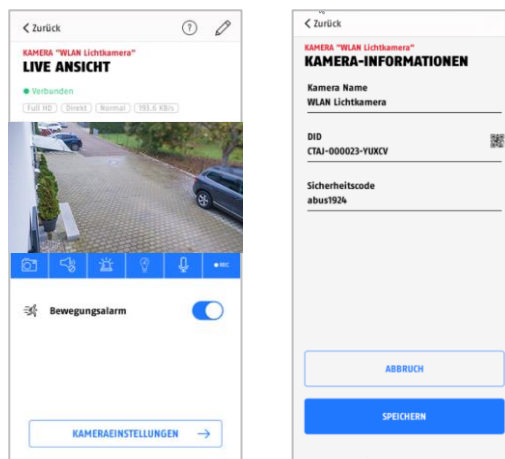 Zurück
?
KAMERA "WLAN Lichtkamera"
LIVE ANSICHT
Verbunden
Full HD Direkt Normal 193.6 KB/s
REC
Bewegungsalarm
KAMERAEINSTELLUNGEN →
Zurück
KAMERA "WLAN Lichtkamera"
KAMERA-INFORMATIONEN
Kamera Name
WLAN Lichtkamera
DID
CTAJ-000023-YUXCV
Sicherheitscode
abus1924
ABBRUCH
SPEICHERN